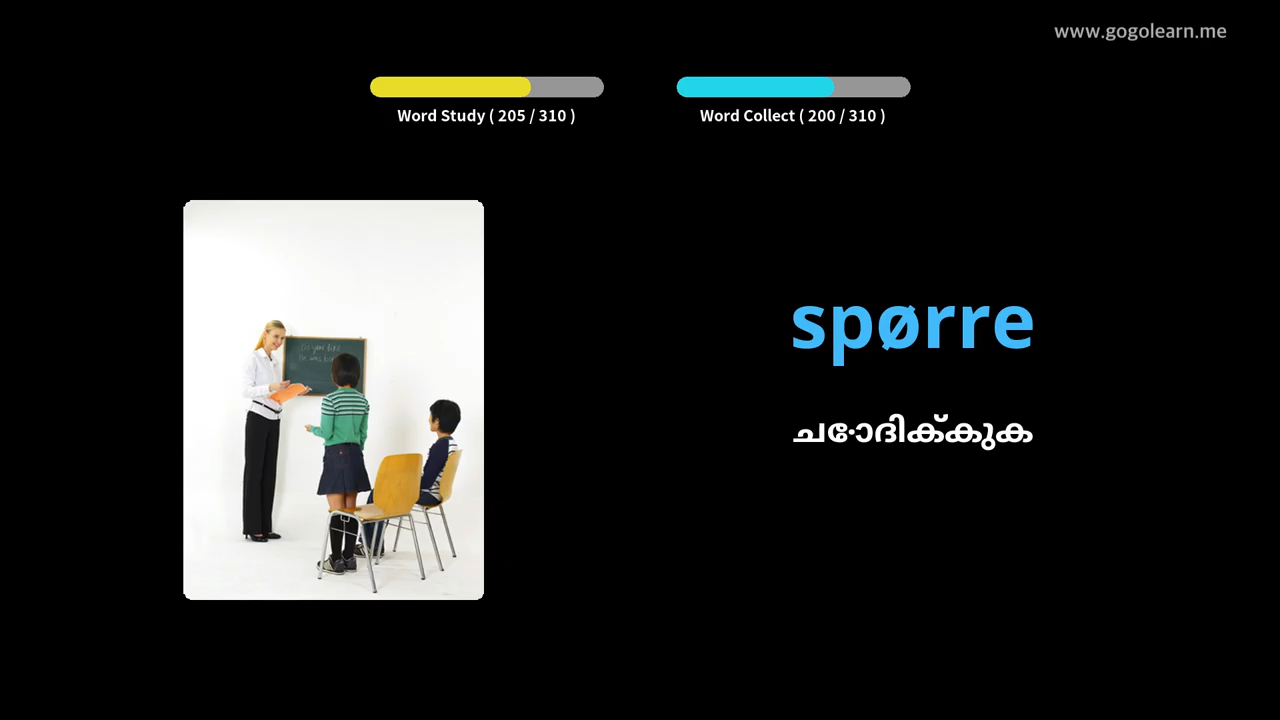 www.gogolearn.me
Word Study ( 205 / 310 )
Word Collect ( 200 / 310 )
spørre
ചോദിക്കുക